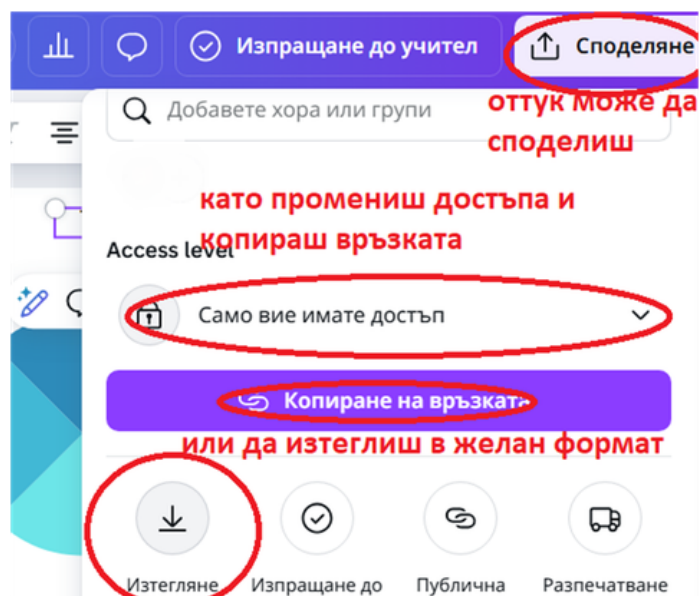 Изпращане до учител
Споделяне
Добавете хора или групи
оттук може да
споделиш
като промениш достъпа и
копираш връзката
Access level
Само вие имате достъп
Копиране на връзката
или да изтеглиш в желан формат
Изтегляне
Изпращане до
Публична
Разпечатване